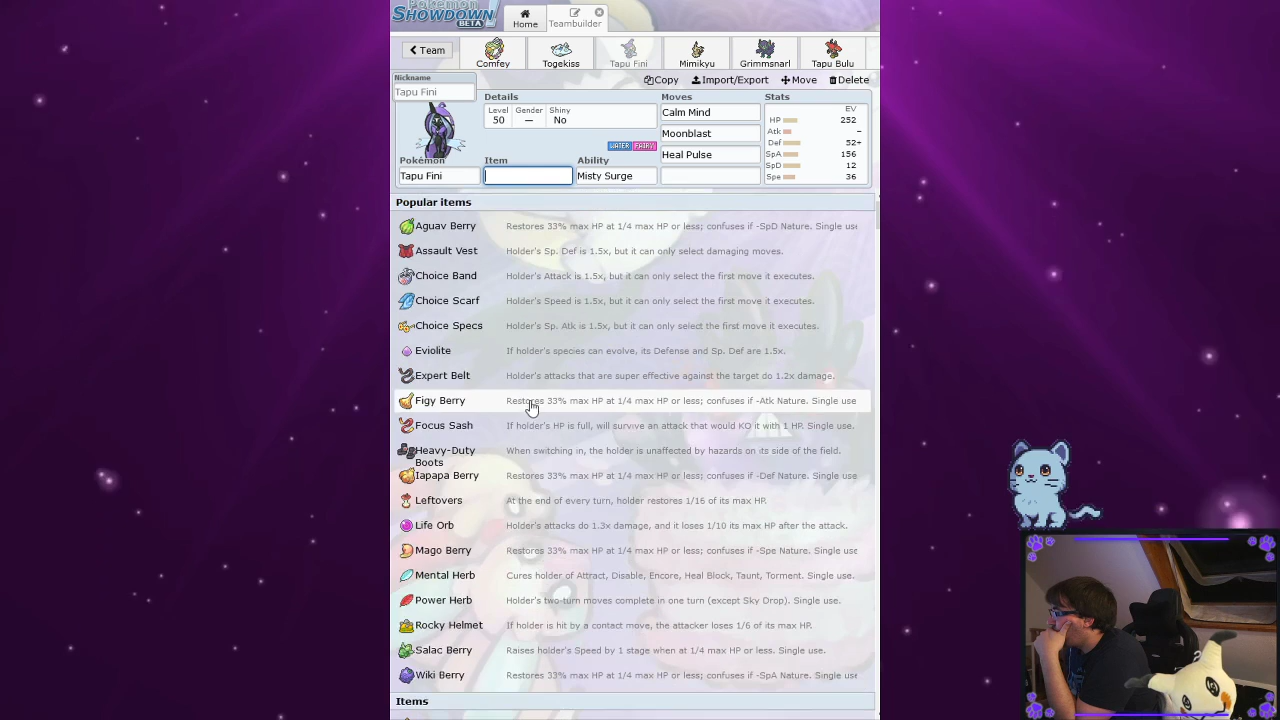 Pokémon
SHOWDOWN
BETA
Home
Teambuilder
Team
Comfey
Togekiss
Tapu Fini
Mimikyu
Grimmsnarl
Tapu Bulu
Copy
Import/Export
Move
Delete
Nickname
Tapu Fini
Details
Level
50
Gender
—
Shiny
No
WATER FAIRY
Pokémon
Tapu Fini
Item
Ability
Misty Surge
Moves
Calm Mind
Moonblast
Heal Pulse
Stats
EV
HP 252
Atk –
Def 52+
SpA 156
SpD 12
Spe 36
Popular items
Aguav Berry Restores 33% max HP at 1/4 max HP or less; confuses if -SpD Nature. Single use
Assault Vest Holder's Sp. Def is 1.5x, but it can only select damaging moves.
Choice Band Holder's Attack is 1.5x, but it can only select the first move it executes.
Choice Scarf Holder's Speed is 1.5x, but it can only select the first move it executes.
Choice Specs Holder's Sp. Atk is 1.5x, but it can only select the first move it executes.
Eviolite If holder's species can evolve, its Defense and Sp. Def are 1.5x.
Expert Belt Holder's attacks that are super effective against the target do 1.2x damage.
Figy Berry Restores 33% max HP at 1/4 max HP or less; confuses if -Atk Nature. Single use
Focus Sash If holder's HP is full, will survive an attack that would KO it with 1 HP. Single use.
Heavy-Duty Boots When switching in, the holder is unaffected by hazards on its side of the field.
Iapapa Berry Restores 33% max HP at 1/4 max HP or less; confuses if -Def Nature. Single use
Leftovers At the end of every turn, holder restores 1/16 of its max HP.
Life Orb Holder's attacks do 1.3x damage, and it loses 1/10 its max HP after the attack.
Mago Berry Restores 33% max HP at 1/4 max HP or less; confuses if -Spe Nature. Single use
Mental Herb Cures holder of Attract, Disable, Encore, Heal Block, Taunt, Torment. Single use.
Power Herb Holder's two-turn moves complete in one turn (except Sky Drop). Single use.
Rocky Helmet If holder is hit by a contact move, the attacker loses 1/6 of its max HP.
Salac Berry Raises holder's Speed by 1 stage when at 1/4 max HP or less. Single use.
Wiki Berry Restores 33% max HP at 1/4 max HP or less; confuses if -SpA Nature. Single use
Items